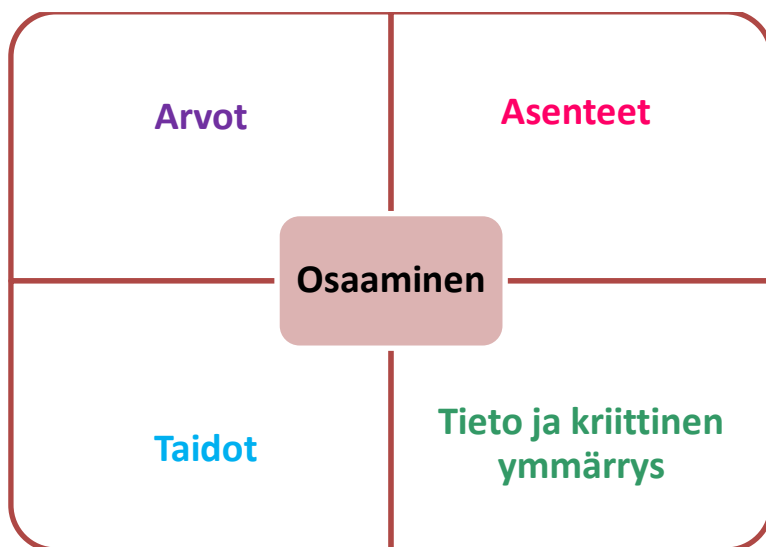 Arvot
Asenteet
Osaaminen
Taidot
Tieto ja kriittinen
ymmärrys